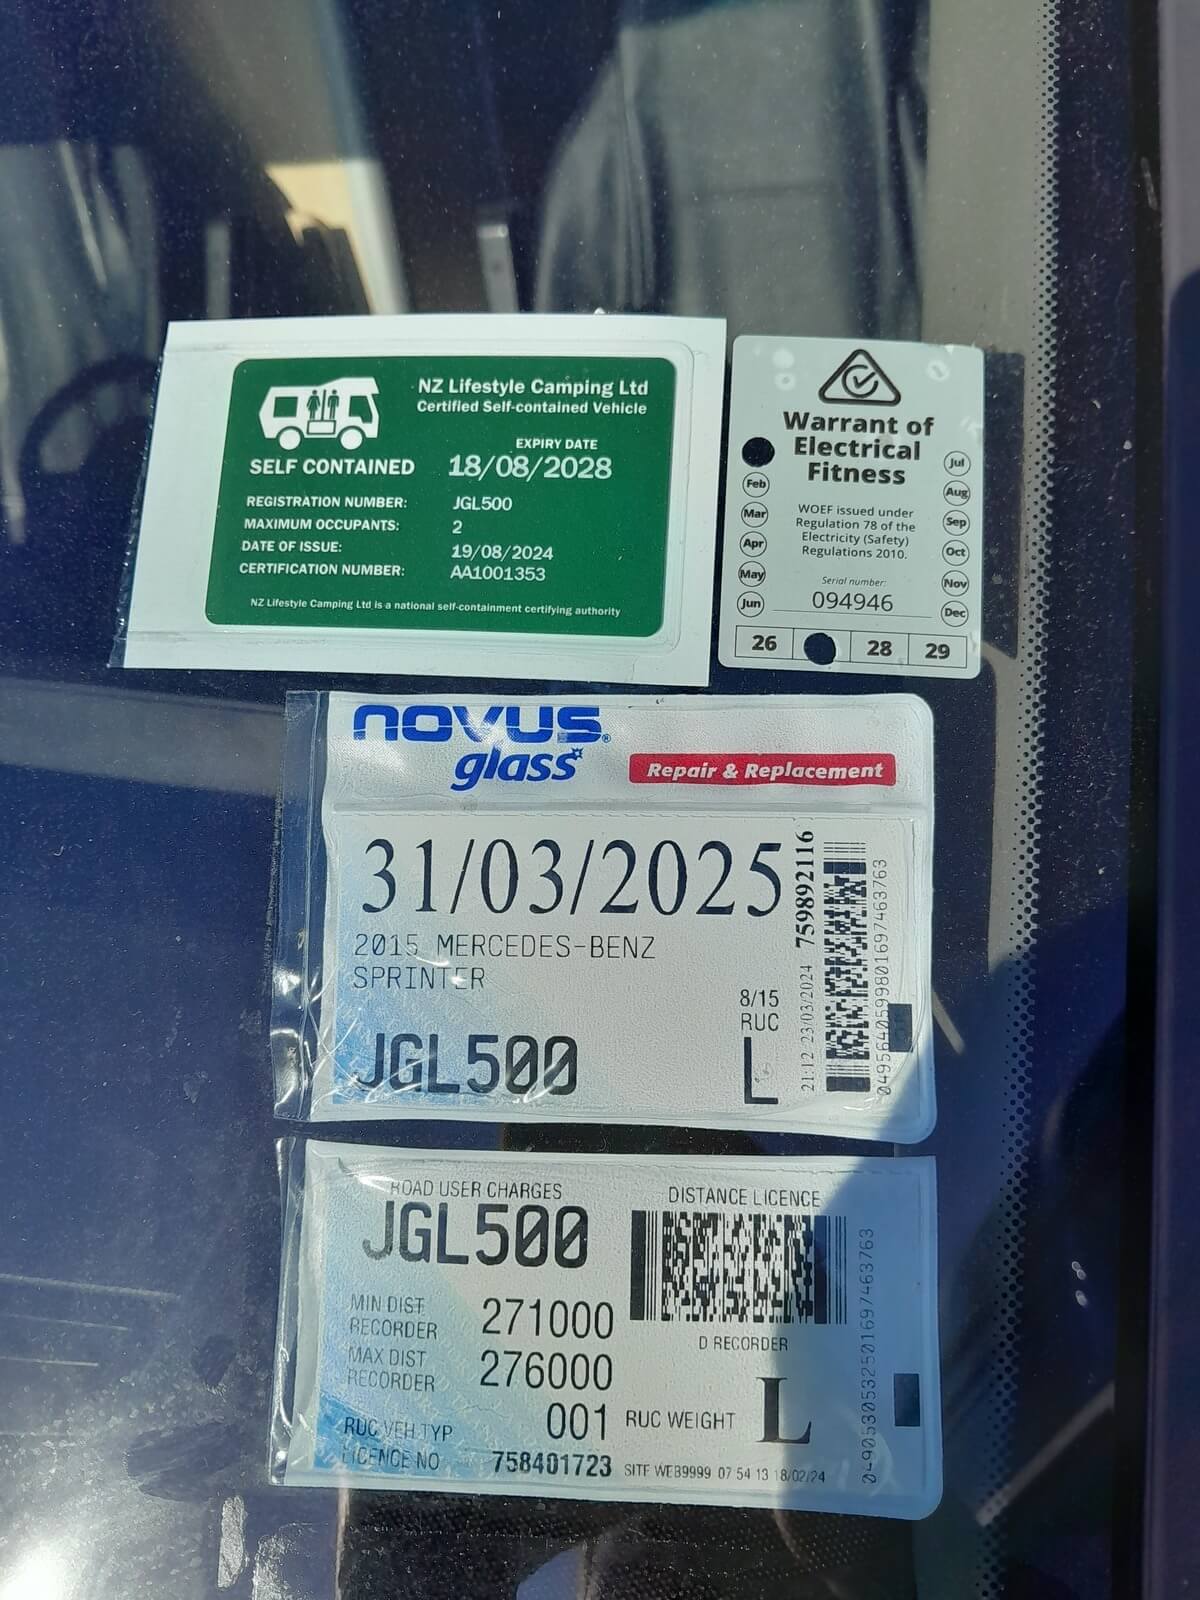 NZ Lifestyle Camping Ltd
Certified Self-contained Vehicle
EXPIRY DATE
SELF CONTAINED 18/08/2028
REGISTRATION NUMBER: JGL500
MAXIMUM OCCUPANTS: 2
DATE OF ISSUE: 19/08/2024
CERTIFICATION NUMBER: AA1001353
NZ Lifestyle Camping Ltd is a national self-containment certifying authority
Warrant of
Electrical
Fitness
Feb
Mar
Apr
May
Jun
Jul
Aug
Sep
Oct
Nov
Dec
WOEF issued under
Regulation 78 of the
Electricity (Safety)
Regulations 2010.
Serial number:
094946
26 28 29
novus®
glass
Repair & Replacement
31/03/2025
2015 MERCEDES-BENZ
SPRINTER
8/15
RUC
JGL500 L
21:12 23/03/2024 759892116
ROAD USER CHARGES DISTANCE LICENCE
JGL500
MIN DIST
RECORDER 271000
D RECORDER
MAX DIST
RECORDER 276000
RUC VEH TYP 001 RUC WEIGHT L
LICENCE NO 758401723 SITE WEB9999 07 54 13 18/02/24
0490530532501697463763